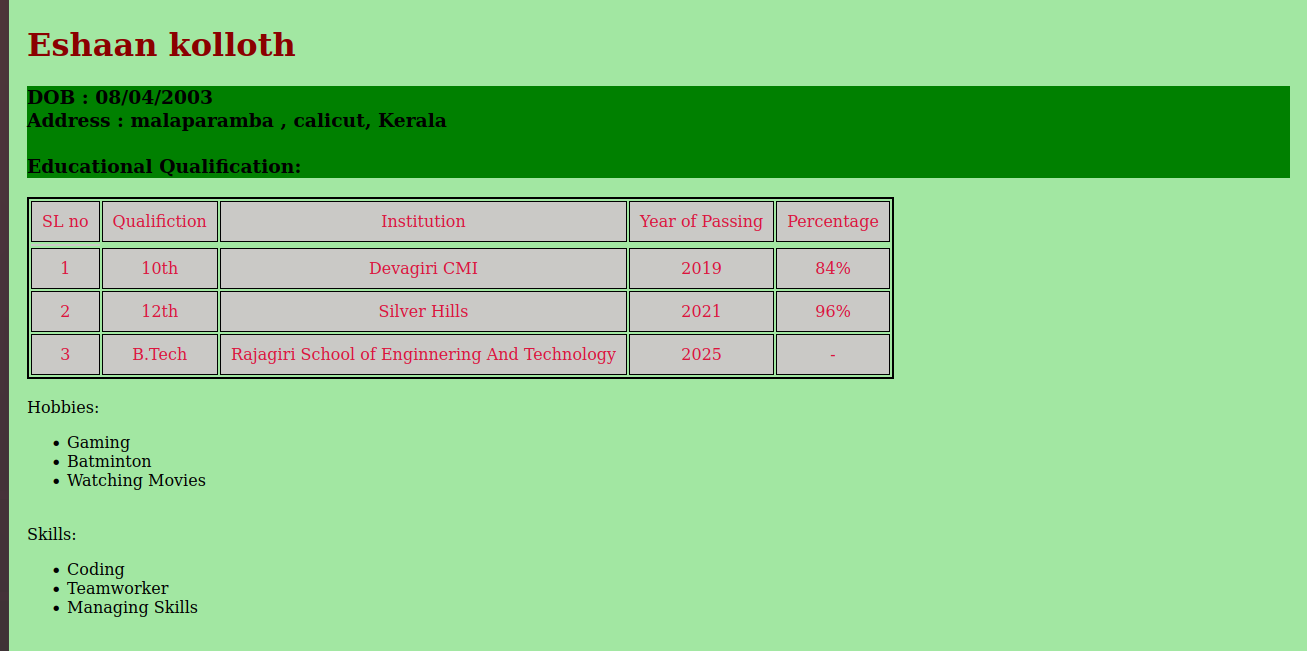 Eshaan kolloth
DOB : 08/04/2003
Address : malaparamba , calicut, Kerala
Educational Qualification:
SL no Qualifiction Institution Year of Passing Percentage
1 10th Devagiri CMI 2019 84%
2 12th Silver Hills 2021 96%
3 B.Tech Rajagiri School of Enginnering And Technology 2025 -
Hobbies:
• Gaming
• Batminton
• Watching Movies
Skills:
• Coding
• Teamworker
• Managing Skills